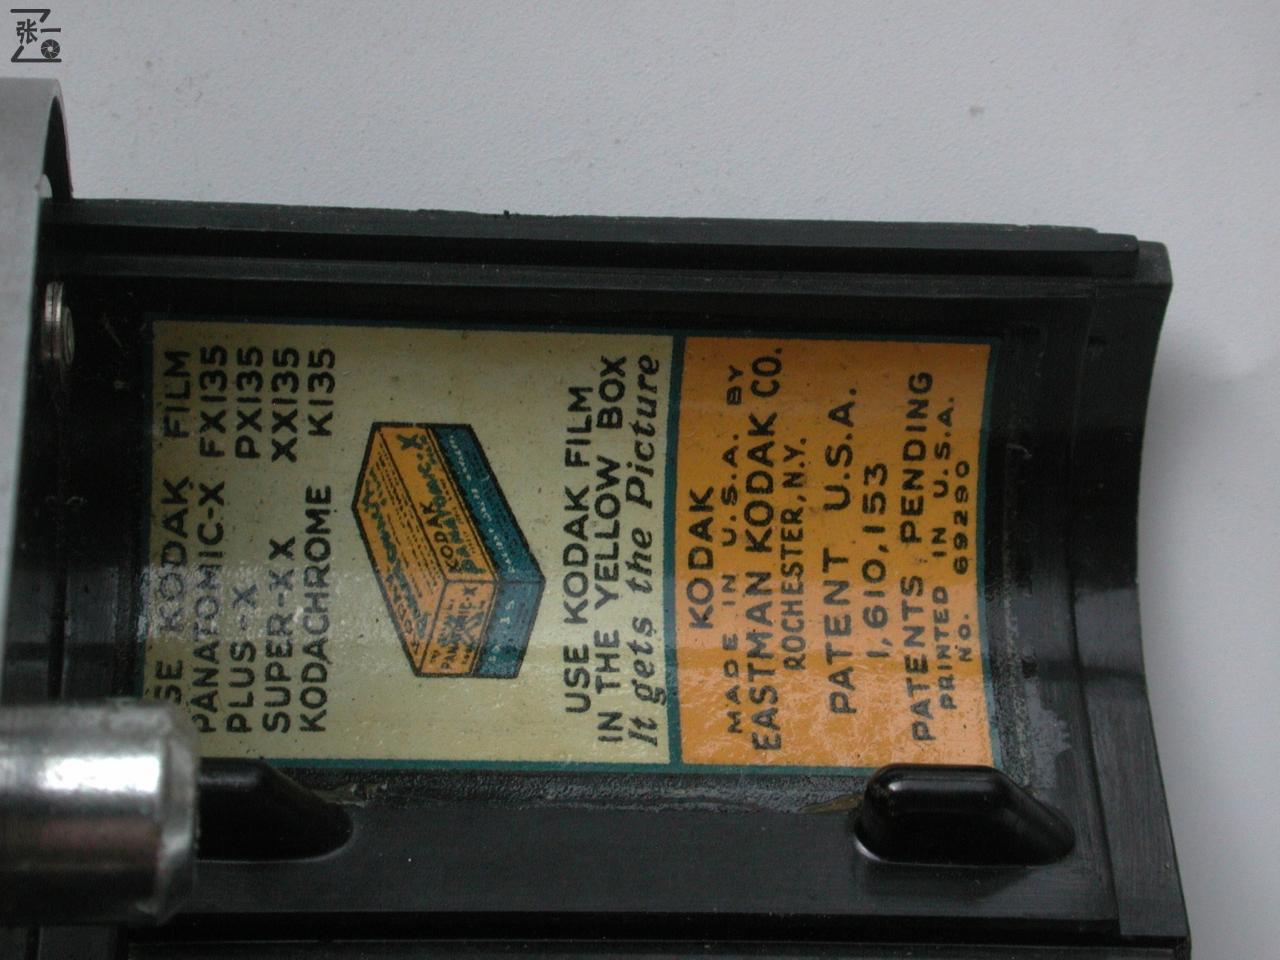 张一
USE KODAK FILM
PANATOMIC-X FX135
PLUS-X PX135
SUPER-XX XX135
KODACHROME K135
KODAK
PANATOMIC-X
USE KODAK FILM
IN THE YELLOW BOX
It gets the Picture
KODAK
MADE IN U.S.A. BY
EASTMAN KODAK CO.
ROCHESTER, N.Y.
PATENT U.S.A.
1,610,153
PATENTS PENDING
PRINTED IN U.S.A.
NO. 69290